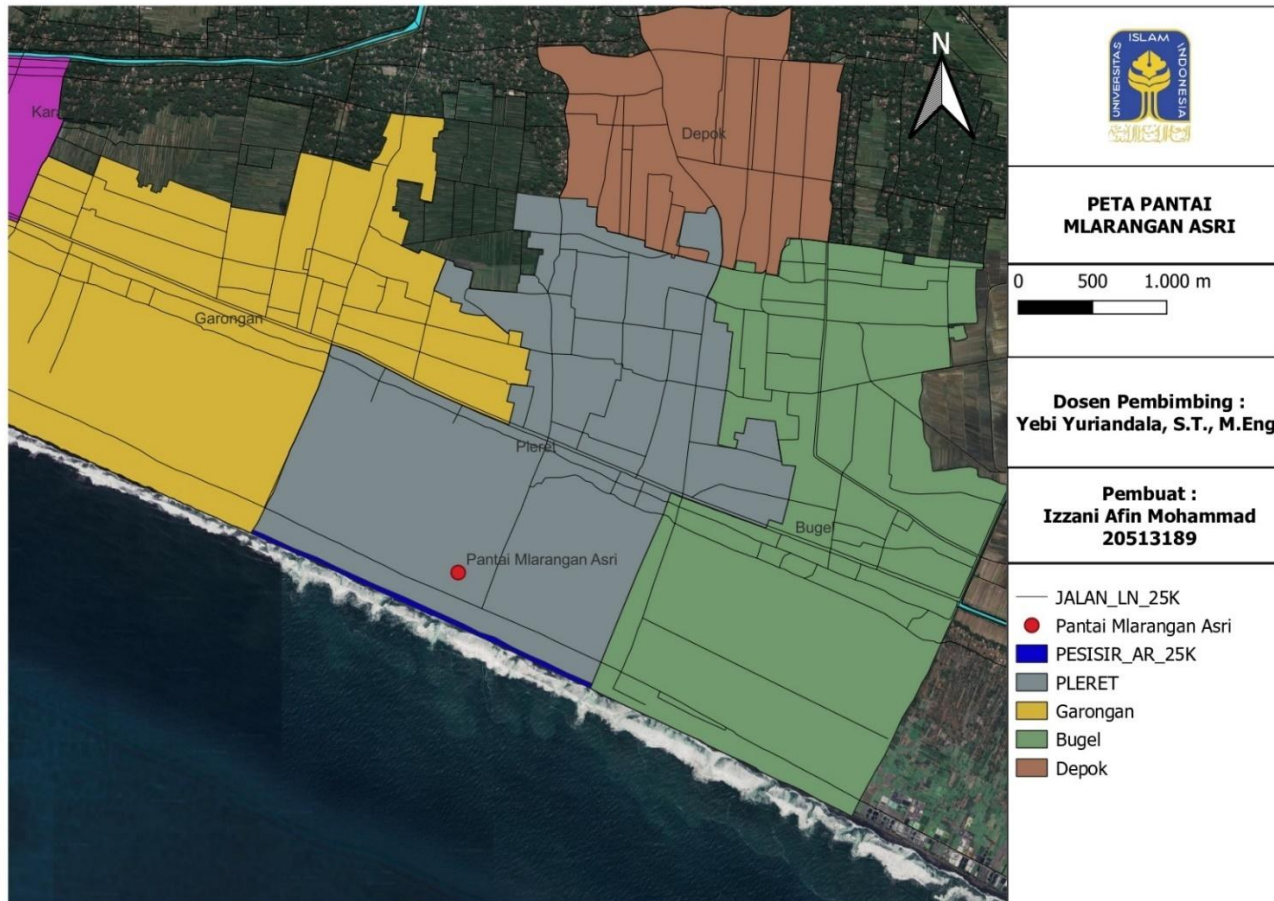 Kara
Depok
Garongan
Pleret
Bugel
Pantai Mlarangan Asri
N
UNIVERSITAS
ISLAM
INDONESIA
PETA PANTAI
MLARANGAN ASRI
0 500 1.000 m
Dosen Pembimbing :
Yebi Yuriandala, S.T., M.Eng
Pembuat :
Izzani Afin Mohammad
20513189
JALAN_LN_25K
Pantai Mlarangan Asri
PESISIR_AR_25K
PLERET
Garongan
Bugel
Depok